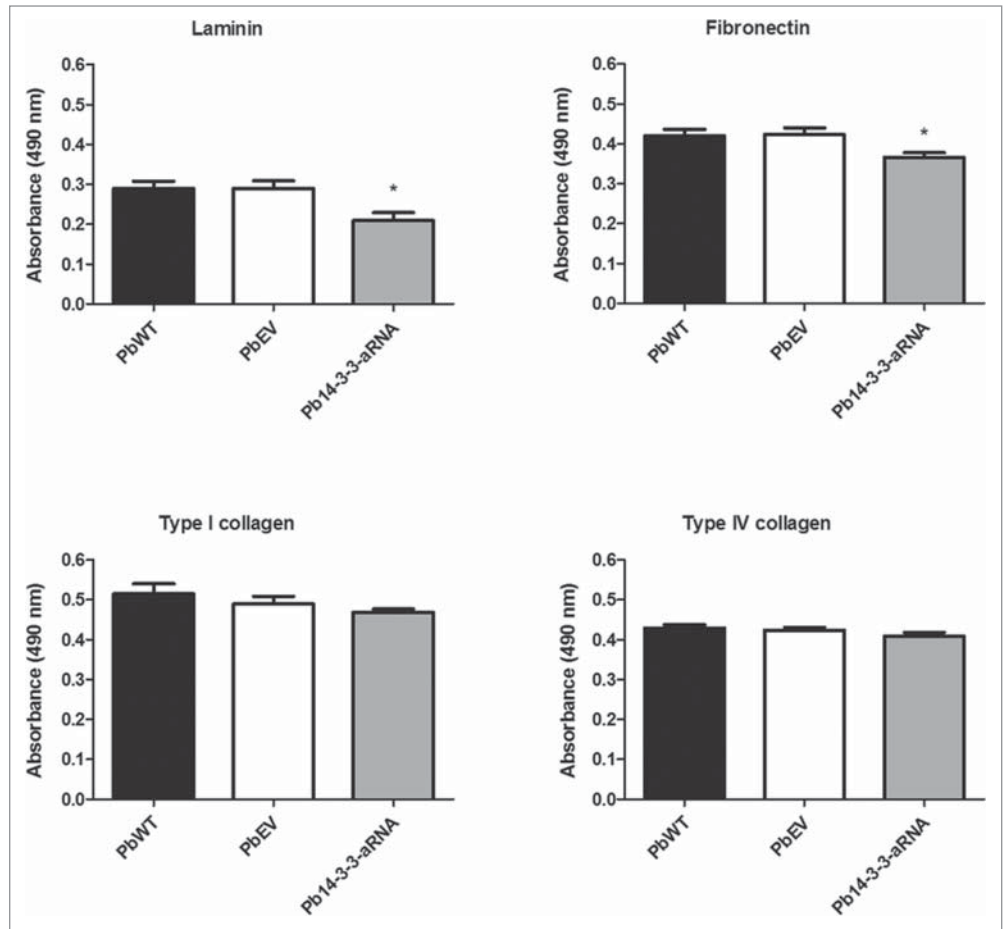 Laminin
Absorbance (490 nm)
0.6
0.5
0.4
0.3
0.2
0.1
0.0
*
PbWT
PbEV
Pb14-3-3-aRNA
Fibronectin
Absorbance (490 nm)
0.6
0.5
0.4
0.3
0.2
0.1
0.0
*
PbWT
PbEV
Pb14-3-3-aRNA
Type I collagen
Absorbance (490 nm)
0.6
0.5
0.4
0.3
0.2
0.1
0.0
PbWT
PbEV
Pb14-3-3-aRNA
Type IV collagen
Absorbance (490 nm)
0.6
0.5
0.4
0.3
0.2
0.1
0.0
PbWT
PbEV
Pb14-3-3-aRNA